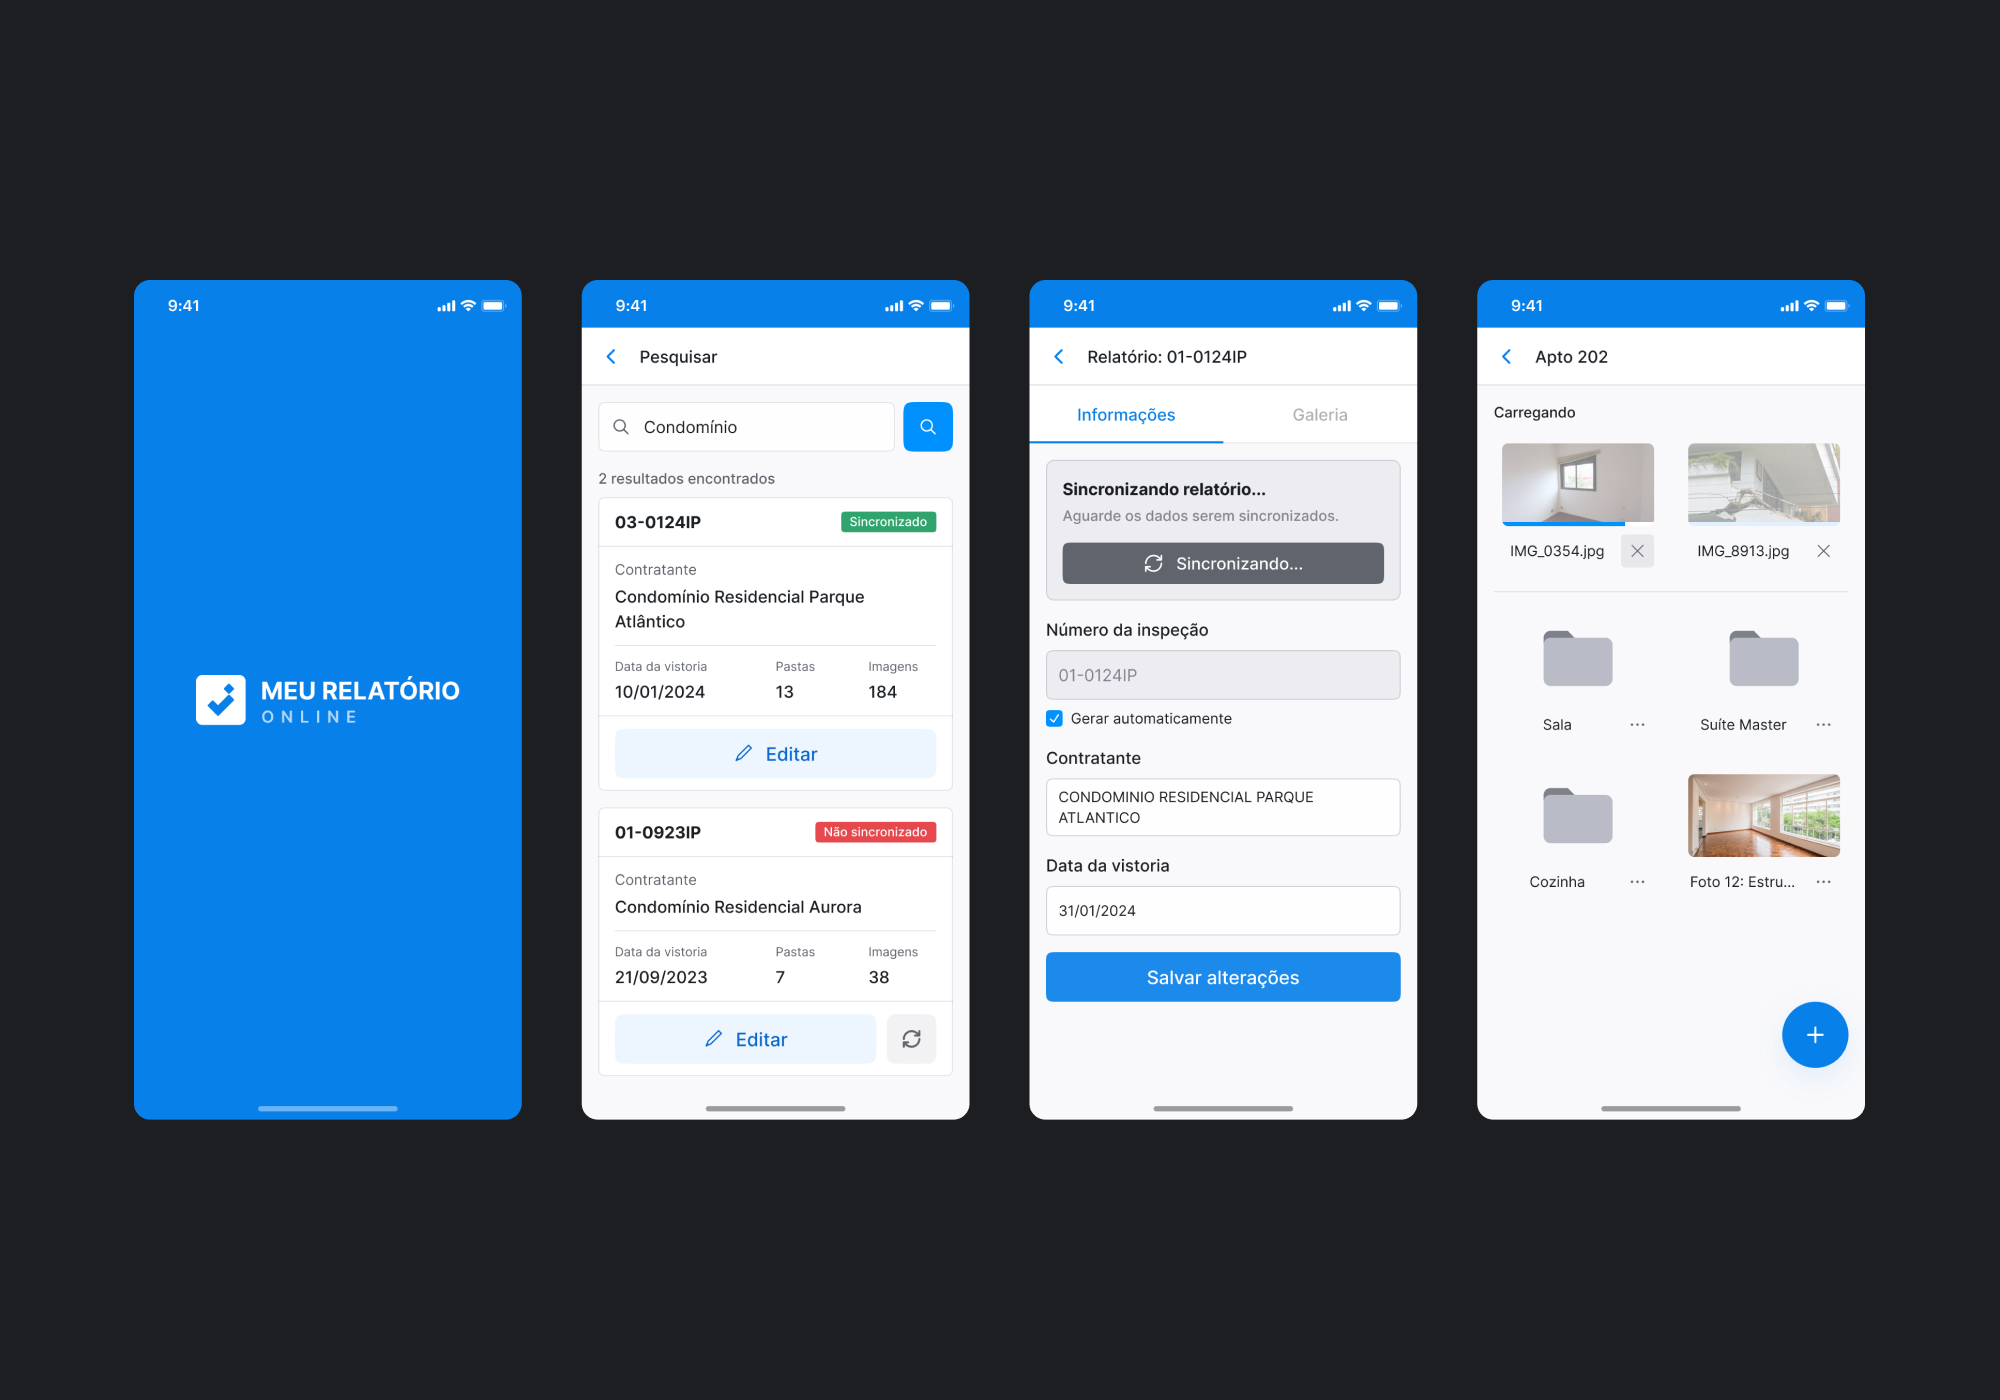 9:41
MEU RELATÓRIO
ONLINE
9:41
Pesquisar
Condomínio
2 resultados encontrados
03-0124IP
Sincronizado
Contratante
Condomínio Residencial Parque
Atlântico
Data da vistoria Pastas Imagens
10/01/2024 13 184
Editar
01-0923IP
Não sincronizado
Contratante
Condomínio Residencial Aurora
Data da vistoria Pastas Imagens
21/09/2023 7 38
Editar
9:41
Relatório: 01-0124IP
Informações Galeria
Sincronizando relatório...
Aguarde os dados serem sincronizados.
Sincronizando...
Número da inspeção
01-0124IP
Gerar automaticamente
Contratante
CONDOMINIO RESIDENCIAL PARQUE
ATLANTICO
Data da vistoria
31/01/2024
Salvar alterações
9:41
Apto 202
Carregando
IMG_0354.jpg IMG_8913.jpg
Sala Suíte Master
Cozinha Foto 12: Estru...